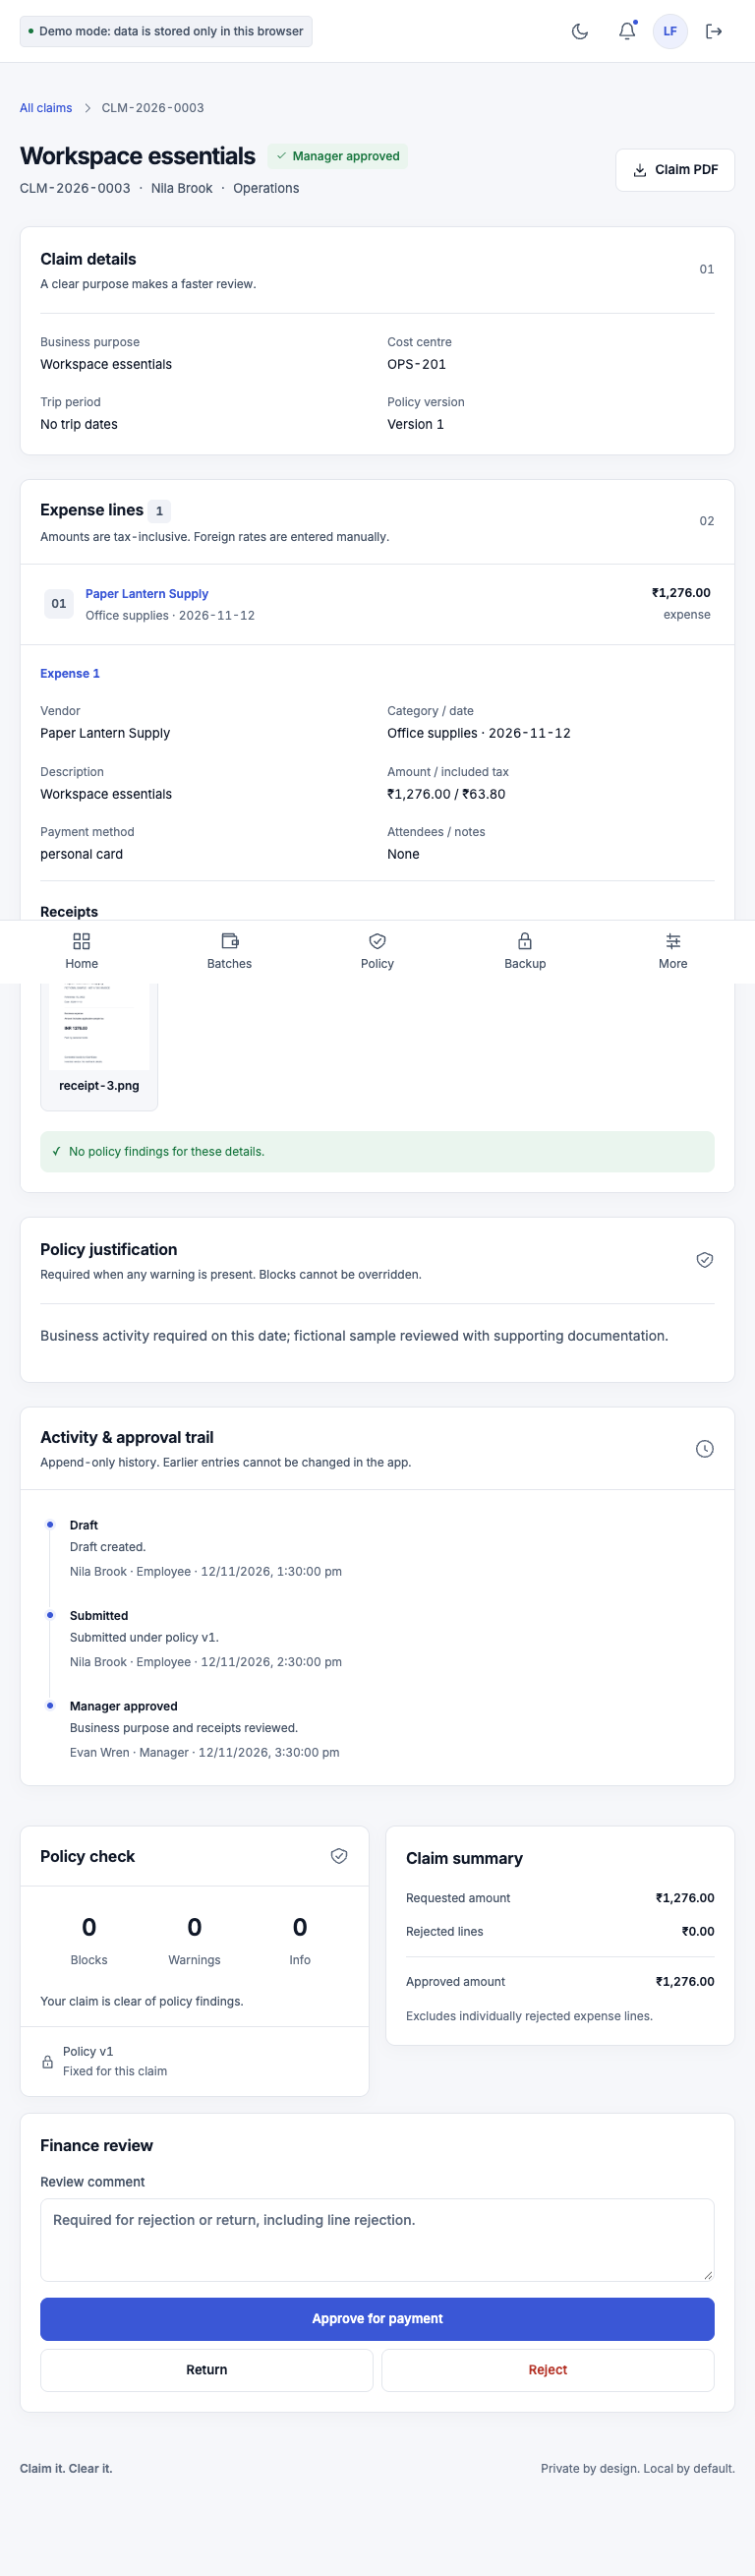 Demo mode: data is stored only in this browser
LF
All claims > CLM-2026-0003
Workspace essentials
Manager approved
CLM-2026-0003 · Nila Brook · Operations
Claim PDF
Claim details
A clear purpose makes a faster review.
01
Business purpose
Workspace essentials
Cost centre
OPS-201
Trip period
No trip dates
Policy version
Version 1
Expense lines 1
Amounts are tax-inclusive. Foreign rates are entered manually.
02
01
Paper Lantern Supply
Office supplies · 2026-11-12
₹1,276.00
expense
Expense 1
Vendor
Paper Lantern Supply
Category / date
Office supplies · 2026-11-12
Description
Workspace essentials
Amount / included tax
₹1,276.00 / ₹63.80
Payment method
personal card
Attendees / notes
None
Receipts
Home
Batches
Policy
Backup
More
INR 1276.00
receipt-3.png
✓ No policy findings for these details.
Policy justification
Required when any warning is present. Blocks cannot be overridden.
Business activity required on this date; fictional sample reviewed with supporting documentation.
Activity & approval trail
Append-only history. Earlier entries cannot be changed in the app.
Draft
Draft created.
Nila Brook · Employee · 12/11/2026, 1:30:00 pm
Submitted
Submitted under policy v1.
Nila Brook · Employee · 12/11/2026, 2:30:00 pm
Manager approved
Business purpose and receipts reviewed.
Evan Wren · Manager · 12/11/2026, 3:30:00 pm
Policy check
0
Blocks
0
Warnings
0
Info
Your claim is clear of policy findings.
Policy v1
Fixed for this claim
Claim summary
Requested amount ₹1,276.00
Rejected lines ₹0.00
Approved amount ₹1,276.00
Excludes individually rejected expense lines.
Finance review
Review comment
Required for rejection or return, including line rejection.
Approve for payment
Return
Reject
Claim it. Clear it.
Private by design. Local by default.